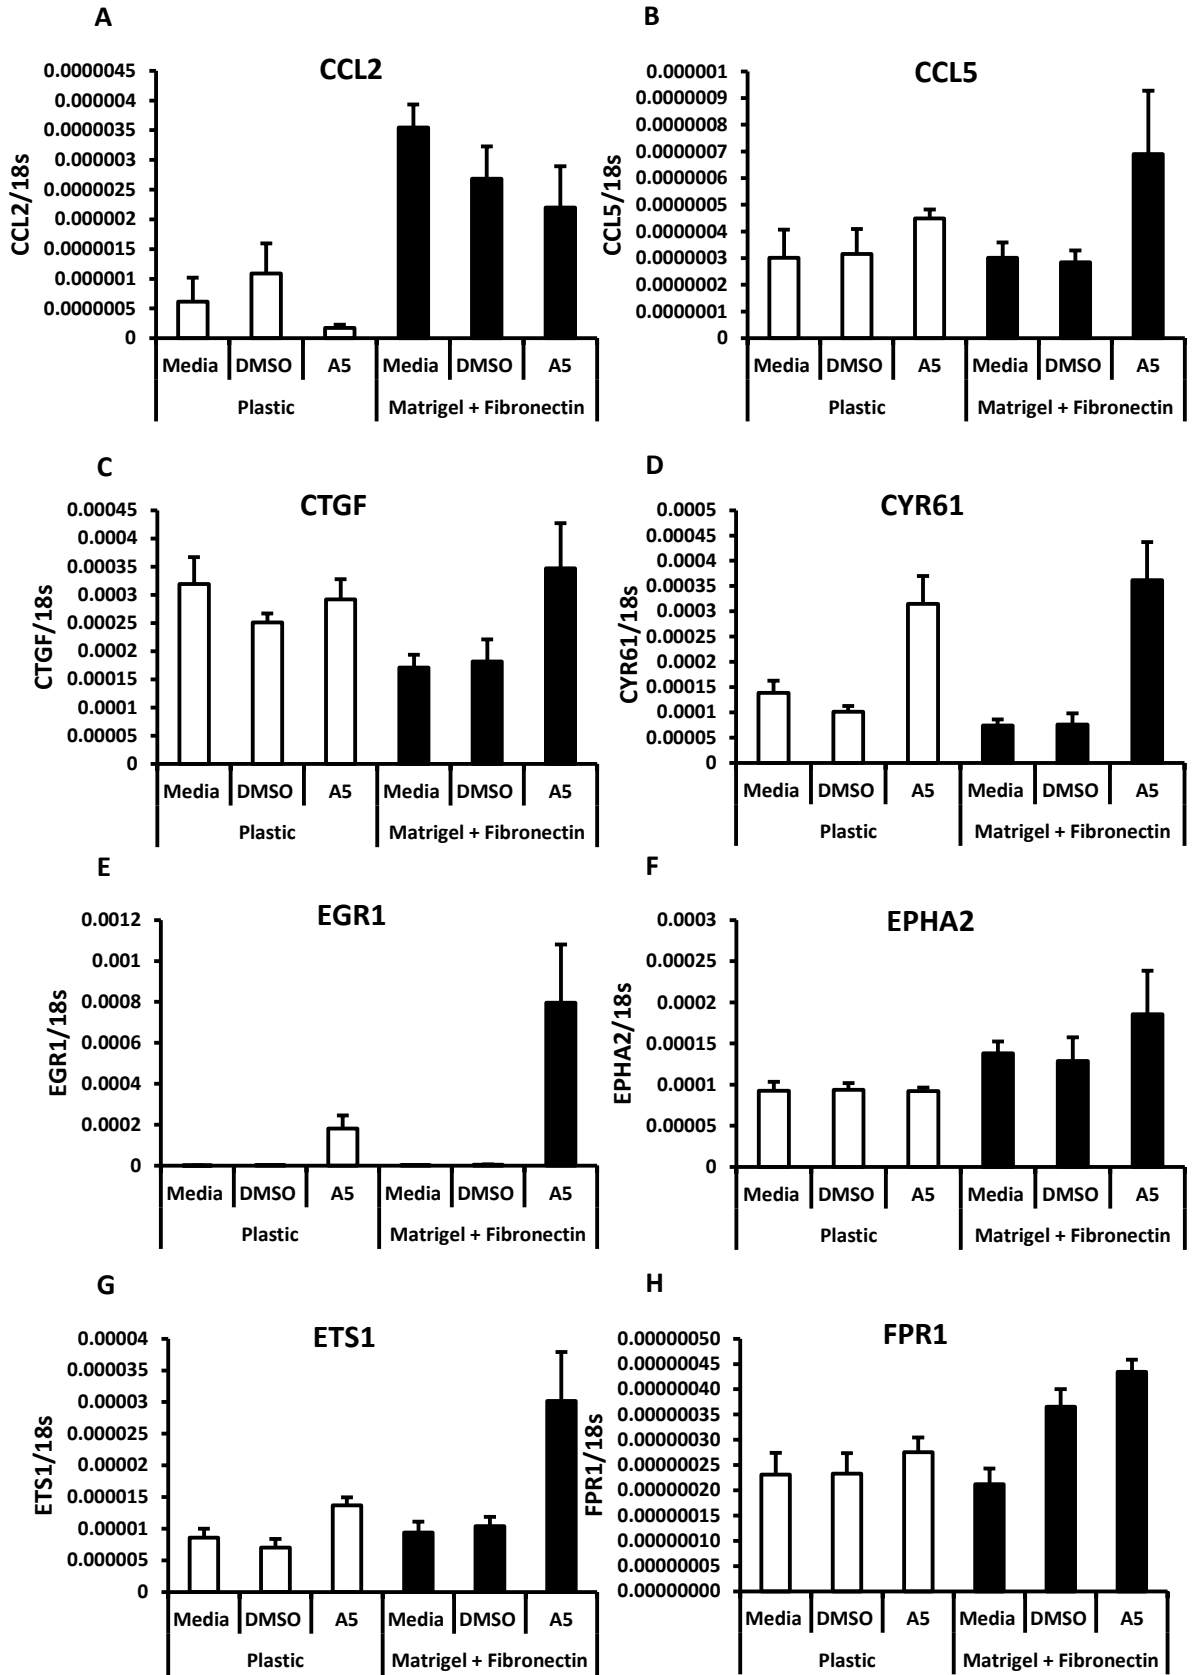 A
CCL2
CCL2/18s
0.0000045
0.000004
0.0000035
0.000003
0.0000025
0.000002
0.0000015
0.000001
0.0000005
0
Media DMSO A5 Media DMSO A5
Plastic Matrigel + Fibronectin
B
CCL5
CCL5/18s
0.000001
0.0000009
0.0000008
0.0000007
0.0000006
0.0000005
0.0000004
0.0000003
0.0000002
0.0000001
0
Media DMSO A5 Media DMSO A5
Plastic Matrigel + Fibronectin
C
CTGF
CTGF/18s
0.00045
0.0004
0.00035
0.0003
0.00025
0.0002
0.00015
0.0001
0.00005
0
Media DMSO A5 Media DMSO A5
Plastic Matrigel + Fibronectin
D
CYR61
CYR61/18s
0.0005
0.00045
0.0004
0.00035
0.0003
0.00025
0.0002
0.00015
0.0001
0.00005
0
Media DMSO A5 Media DMSO A5
Plastic Matrigel + Fibronectin
E
EGR1
EGR1/18s
0.0012
0.001
0.0008
0.0006
0.0004
0.0002
0
Media DMSO A5 Media DMSO A5
Plastic Matrigel + Fibronectin
F
EPHA2
EPHA2/18s
0.0003
0.00025
0.0002
0.00015
0.0001
0.00005
0
Media DMSO A5 Media DMSO A5
Plastic Matrigel + Fibronectin
G
ETS1
ETS1/18s
0.00004
0.000035
0.00003
0.000025
0.00002
0.000015
0.00001
0.000005
0
Media DMSO A5 Media DMSO A5
Plastic Matrigel + Fibronectin
H
FPR1
FPR1/18s
0.00000050
0.00000045
0.00000040
0.00000035
0.00000030
0.00000025
0.00000020
0.00000015
0.00000010
0.00000005
0.00000000
Media DMSO A5 Media DMSO A5
Plastic Matrigel + Fibronectin